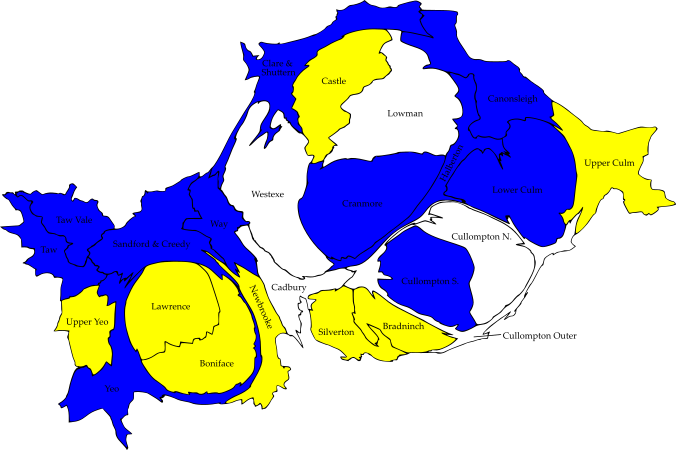 Clare &
Shuttern
Castle
Lowman
Canonsleigh
Upper Culm
Halberton
Westexe
Cranmore
Lower Culm
Taw Vale
Way
Cullompton N.
Taw
Sandford & Creedy
Cadbury
Cullompton S.
Newbrooke
Lawrence
Upper Yeo
Silverton
Bradninch
Cullompton Outer
Boniface
Yeo